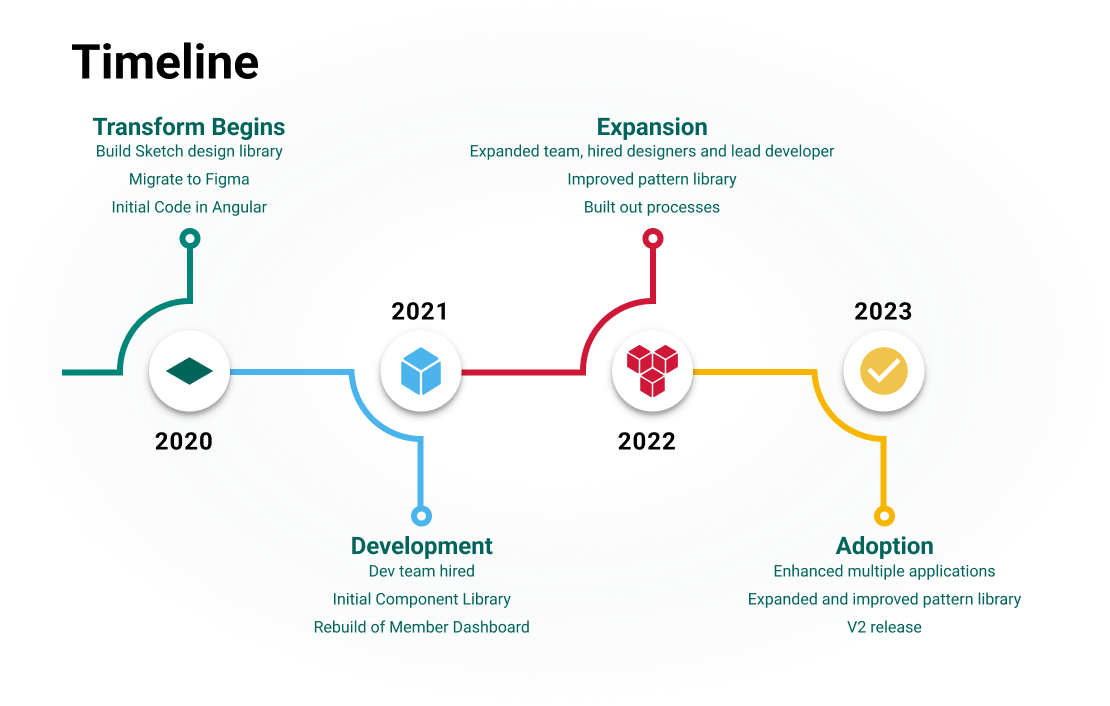 Timeline
Transform Begins
Build Sketch design library
Migrate to Figma
Initial Code in Angular
2020
2021
Development
Dev team hired
Initial Component Library
Rebuild of Member Dashboard
Expansion
Expanded team, hired designers and lead developer
Improved pattern library
Built out processes
2022
2023
Adoption
Enhanced multiple applications
Expanded and improved pattern library
V2 release